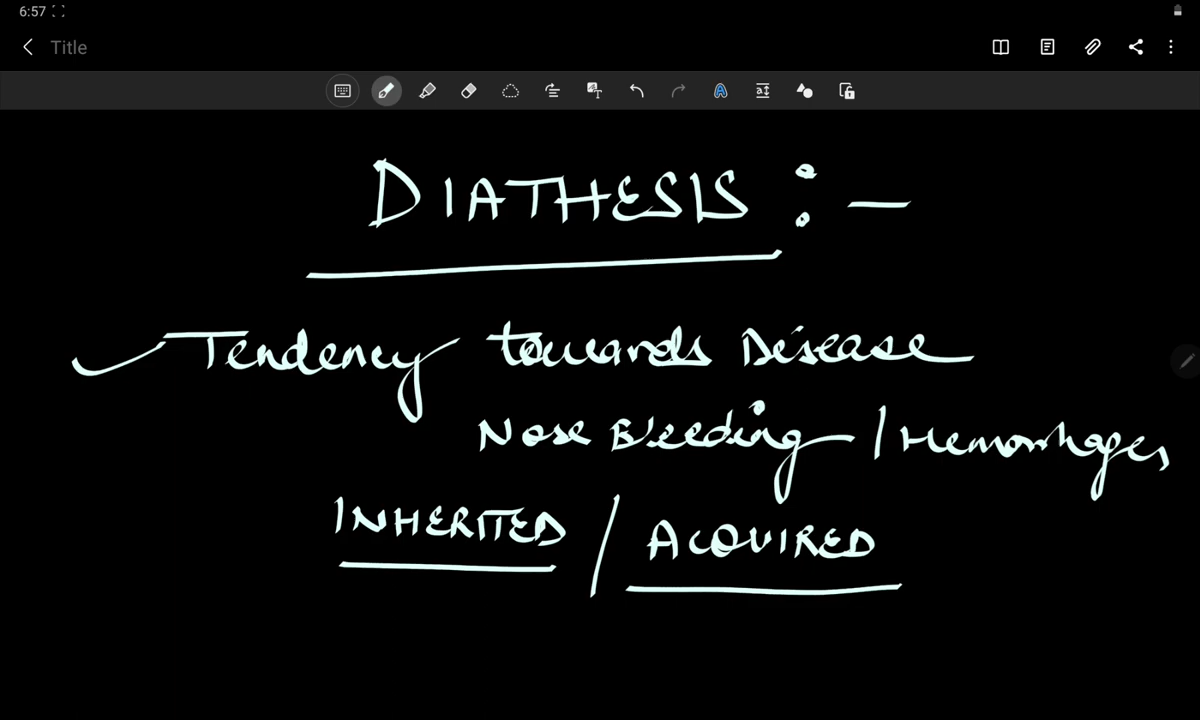 6:57
Title
DIATHESIS :-
Tendency towards Disease
Nose Bleeding / Hemorrhages
INHERITED / ACQUIRED